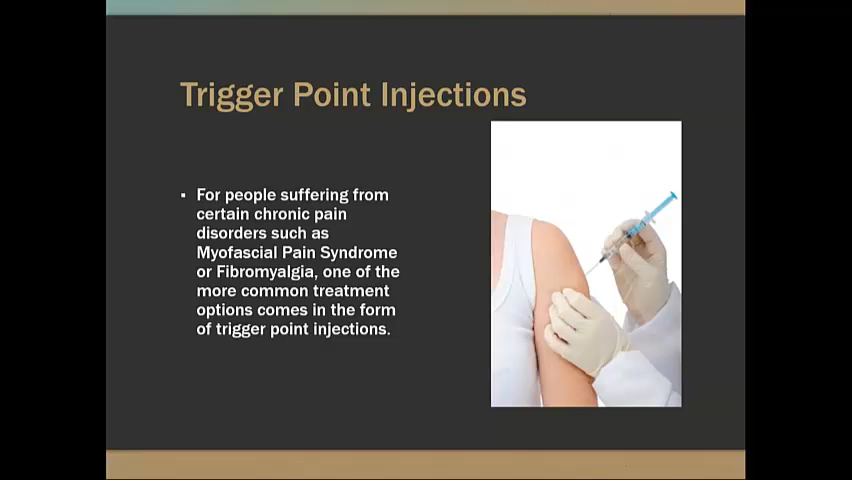 Trigger Point Injections
For people suffering from
certain chronic pain
disorders such as
Myofascial Pain Syndrome
or Fibromyalgia, one of the
more common treatment
options comes in the form
of trigger point injections.